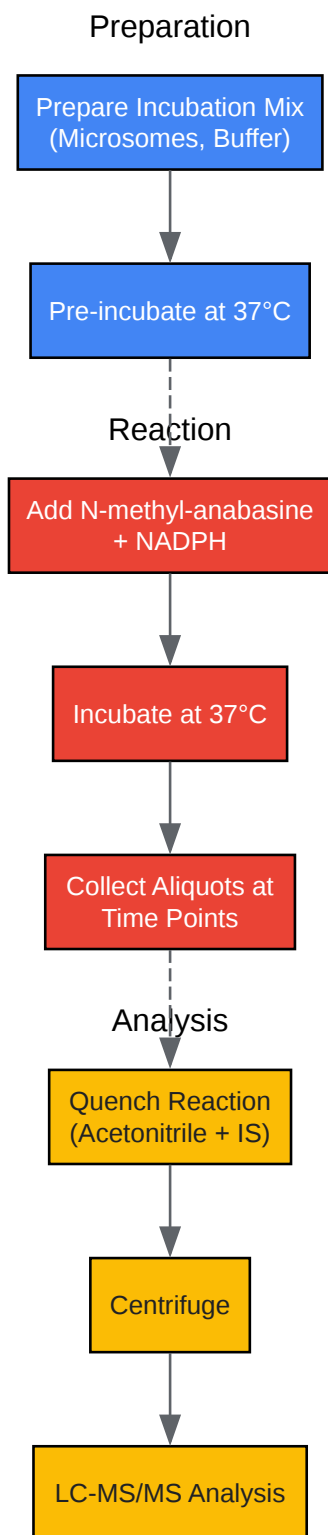 Preparation
Prepare Incubation Mix
(Microsomes, Buffer)
Pre-incubate at 37°C
Reaction
Add N-methyl-anabasine
+ NADPH
Incubate at 37°C
Collect Aliquots at
Time Points
Analysis
Quench Reaction
(Acetonitrile + IS)
Centrifuge
LC-MS/MS Analysis